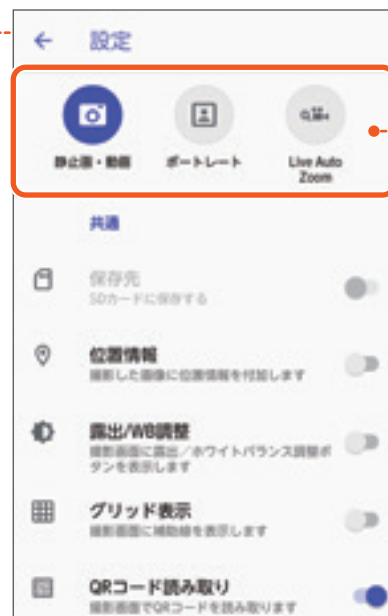 設定
静止画・動画
ポートレート
Live Auto
Zoom
共通
保存先
SDカードに保存する
位置情報
撮影した画像に位置情報を付加します
露出/WB調整
撮影画面に露出/ホワイトバランス調整ボ
タンを表示します
グリッド表示
撮影画面に補助線を表示します
QRコード読み取り
撮影画面でQRコードを読み取ります